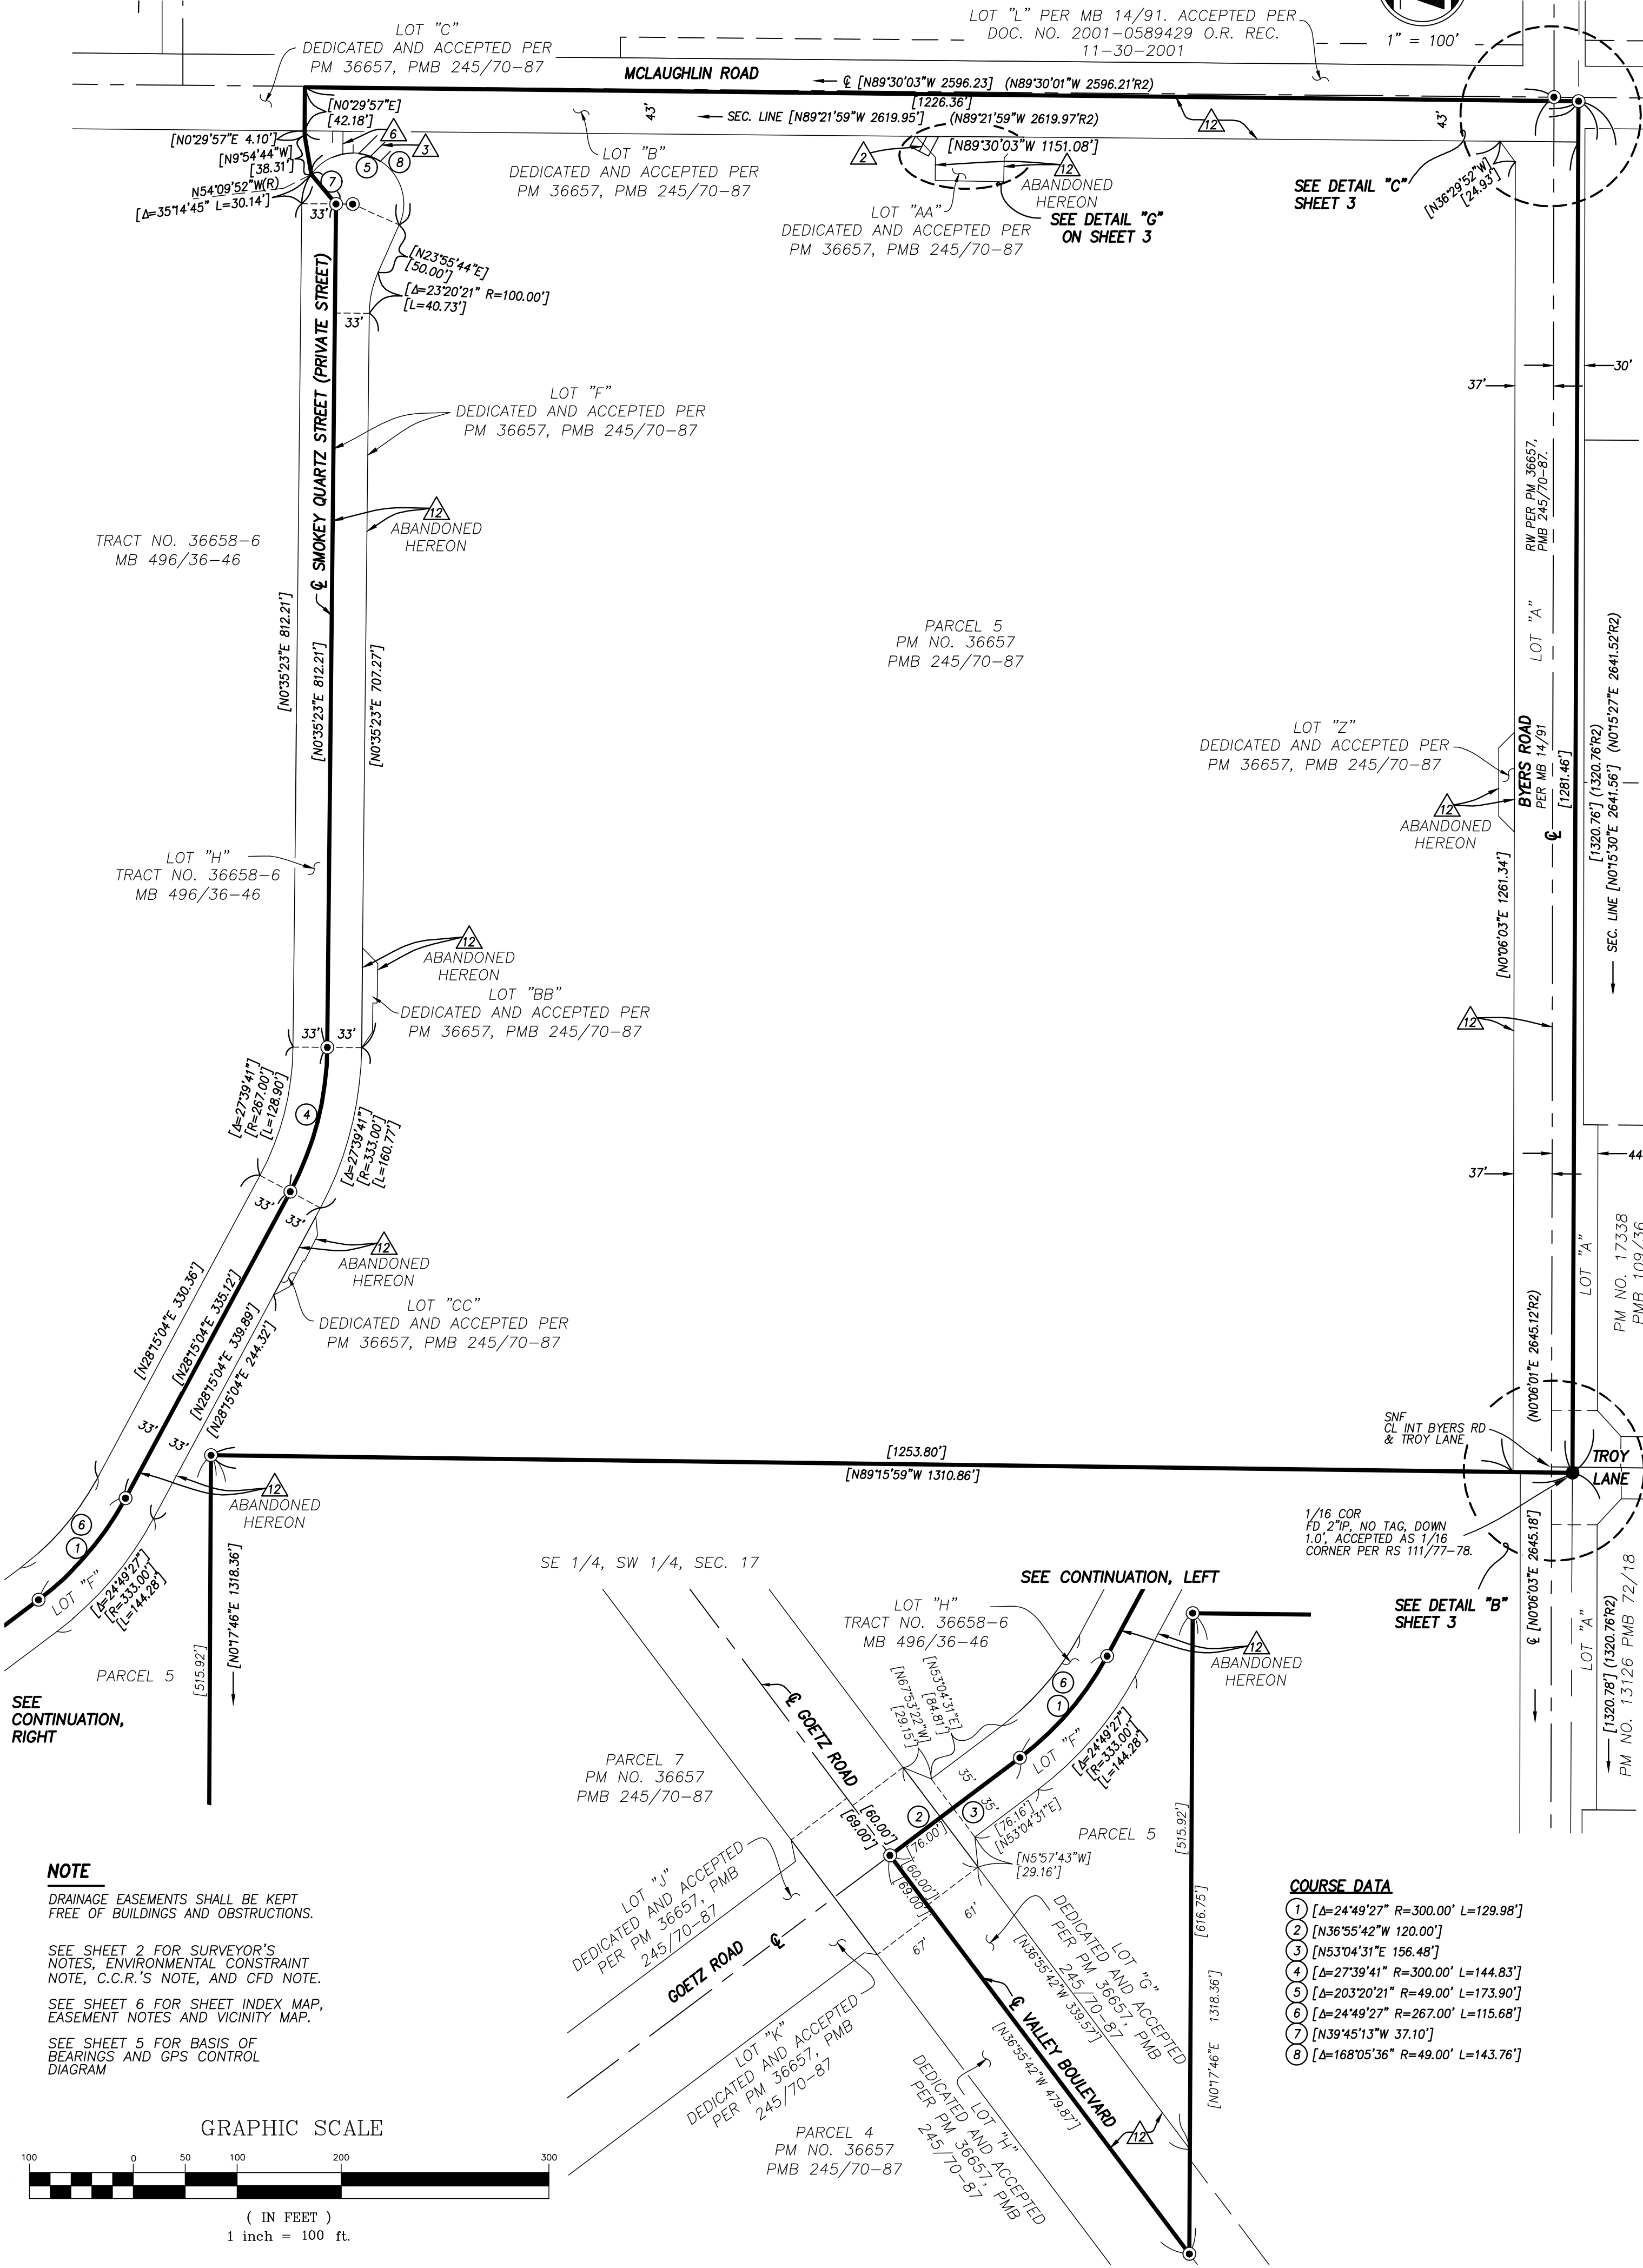 LOT "C"
DEDICATED AND ACCEPTED PER
PM 36657, PMB 245/70-87
LOT "L" PER MB 14/91. ACCEPTED PER
DOC. NO. 2001-0589429 O.R. REC.
11-30-2001
1" = 100'
MCLAUGHLIN ROAD
℄ [N89°30'03"W 2596.23] (N89°30'01"W 2596.21'R2)
[1226.36']
SEC. LINE [N89°21'59"W 2619.95'] (N89°21'59"W 2619.97'R2)
[N89°30'03"W 1151.08']
43'
43'
12
[N0°29'57"E]
[42.18']
[N0°29'57"E 4.10']
[N9°54'44"W]
[38.31']
N54°09'52"W(R)
[Δ=35°14'45" L=30.14']
6
3
5
8
7
33'
LOT "B"
DEDICATED AND ACCEPTED PER
PM 36657, PMB 245/70-87
2
12
ABANDONED
HEREON
LOT "AA"
DEDICATED AND ACCEPTED PER
PM 36657, PMB 245/70-87
SEE DETAIL "G"
ON SHEET 3
SEE DETAIL "C"
SHEET 3
[N36°29'52"W]
[24.93']
[N23°55'44"E]
[50.00']
[Δ=23°20'21" R=100.00']
[L=40.73']
33'
℄ SMOKEY QUARTZ STREET (PRIVATE STREET)
LOT "F"
DEDICATED AND ACCEPTED PER
PM 36657, PMB 245/70-87
37'
30'
RW PER PM 36657,
PMB 245/70-87.
12
ABANDONED
HEREON
TRACT NO. 36658-6
MB 496/36-46
[N0°35'23"E 812.21']
[N0°35'23"E 812.21']
[N0°35'23"E 707.27']
PARCEL 5
PM NO. 36657
PMB 245/70-87
LOT "A"
LOT "Z"
DEDICATED AND ACCEPTED PER
PM 36657, PMB 245/70-87
12
ABANDONED
HEREON
BYERS ROAD
PER MB 14/91
℄
[1281.46']
[1320.76'] (1320.76'R2)
SEC. LINE [N0°15'30"E 2641.56'] (N0°15'27"E 2641.52'R2)
[N0°06'03"E 1261.34']
LOT "H"
TRACT NO. 36658-6
MB 496/36-46
12
ABANDONED
HEREON
LOT "BB"
DEDICATED AND ACCEPTED PER
PM 36657, PMB 245/70-87
12
33'
33'
[Δ=27°39'41"]
[R=267.00']
[L=128.90']
4
[Δ=27°39'41"]
[R=333.00']
[L=160.77']
37'
44
33'
33'
12
ABANDONED
HEREON
LOT "CC"
DEDICATED AND ACCEPTED PER
PM 36657, PMB 245/70-87
[N28°15'04"E 330.36']
[N28°15'04"E 335.12']
[N28°15'04"E 339.89']
[N28°15'04"E 244.32']
LOT "A"
PM NO. 17338
PMB 109/36
(N0°06'01"E 2645.12'R2)
33'
33'
SNF
CL INT BYERS RD
& TROY LANE
TROY
LANE
[1253.80']
[N89°15'59"W 1310.86']
12
ABANDONED
HEREON
6
1
LOT "F"
[Δ=24°49'27"]
[R=333.00']
[L=144.28']
1/16 COR
FD 2"IP, NO TAG, DOWN
1.0', ACCEPTED AS 1/16
CORNER PER RS 111/77-78.
SEE DETAIL "B"
SHEET 3
℄ [N0°06'03"E 2645.18']
LOT "A"
[1320.78'] (1320.76'R2)
PM NO. 13126 PMB 72/18
PARCEL 5
[515.92']
[N0°17'46"E 1318.36']
SEE
CONTINUATION,
RIGHT
SE 1/4, SW 1/4, SEC. 17
SEE CONTINUATION, LEFT
LOT "H"
TRACT NO. 36658-6
MB 496/36-46
12
ABANDONED
HEREON
[N53°04'31"E]
[84.81']
[N67°53'22"W]
[29.15']
6
1
℄ GOETZ ROAD
LOT "F"
[Δ=24°49'27"]
[R=333.00']
[L=144.28']
PARCEL 7
PM NO. 36657
PMB 245/70-87
35'
35'
2
3
[60.00']
[69.00']
[76.00']
[76.16']
[N53°04'31"E]
PARCEL 5
[515.92']
[N5°57'43"W]
[29.16']
[60.00']
[69.00']
61'
67'
LOT "J"
DEDICATED AND ACCEPTED
PER PM 36657, PMB
245/70-87
GOETZ ROAD ℄
LOT "K"
DEDICATED AND ACCEPTED
PER PM 36657, PMB
245/70-87
LOT "G"
DEDICATED AND ACCEPTED
PER PM 36657, PMB
245/70-87
[N36°55'42"W 339.57']
℄ VALLEY BOULEVARD
[N36°55'42"W 479.87']
12
[616.75']
[N0°17'46"E 1318.36']
LOT "H"
DEDICATED AND ACCEPTED
PER PM 36657, PMB
245/70-87
PARCEL 4
PM NO. 36657
PMB 245/70-87
COURSE DATA
1 [Δ=24°49'27" R=300.00' L=129.98']
2 [N36°55'42"W 120.00']
3 [N53°04'31"E 156.48']
4 [Δ=27°39'41" R=300.00' L=144.83']
5 [Δ=203°20'21" R=49.00' L=173.90']
6 [Δ=24°49'27" R=267.00' L=115.68']
7 [N39°45'13"W 37.10']
8 [Δ=168°05'36" R=49.00' L=143.76']
NOTE
DRAINAGE EASEMENTS SHALL BE KEPT
FREE OF BUILDINGS AND OBSTRUCTIONS.
SEE SHEET 2 FOR SURVEYOR'S
NOTES, ENVIRONMENTAL CONSTRAINT
NOTE, C.C.R.'S NOTE, AND CFD NOTE.
SEE SHEET 6 FOR SHEET INDEX MAP,
EASEMENT NOTES AND VICINITY MAP.
SEE SHEET 5 FOR BASIS OF
BEARINGS AND GPS CONTROL
DIAGRAM
GRAPHIC SCALE
100 0 50 100 200 300
( IN FEET )
1 inch = 100 ft.